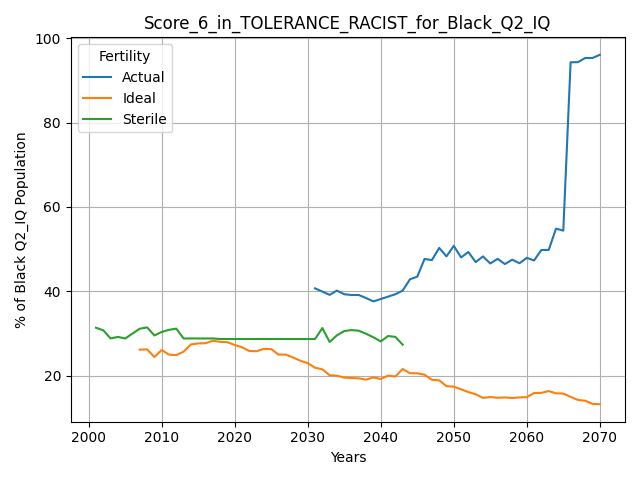 Score_6_in_TOLERANCE_RACIST_for_Black_Q2_IQ
Fertility
Actual
Ideal
Sterile
% of Black Q2_IQ Population
100
80
60
40
20
2000 2010 2020 2030 2040 2050 2060 2070
Years